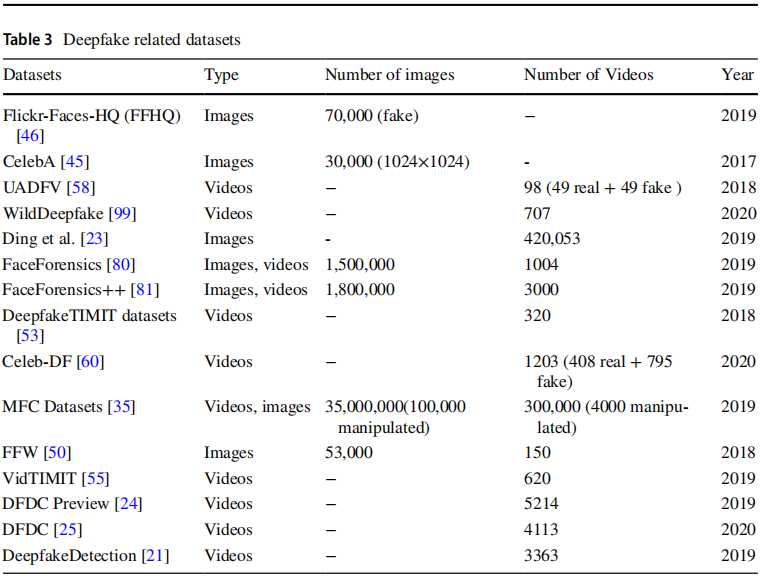 Table 3 Deepfake related datasets
Datasets Type Number of images Number of Videos Year
Flickr-Faces-HQ (FFHQ) Images 70,000 (fake) − 2019
[46]
CelebA [45] Images 30,000 (1024×1024) - 2017
UADFV [58] Videos − 98 (49 real + 49 fake ) 2018
WildDeepfake [99] Videos − 707 2020
Ding et al. [23] Images - 420,053 2019
FaceForensics [80] Images, videos 1,500,000 1004 2019
FaceForensics++ [81] Images, videos 1,800,000 3000 2019
DeepfakeTIMIT datasets Videos − 320 2018
[53]
Celeb-DF [60] Videos − 1203 (408 real + 795 2020
fake)
MFC Datasets [35] Videos, images 35,000,000(100,000 300,000 (4000 manipu- 2019
manipulated) lated)
FFW [50] Images 53,000 150 2018
VidTIMIT [55] Videos − 620 2019
DFDC Preview [24] Videos − 5214 2019
DFDC [25] Videos − 4113 2020
DeepfakeDetection [21] Videos − 3363 2019